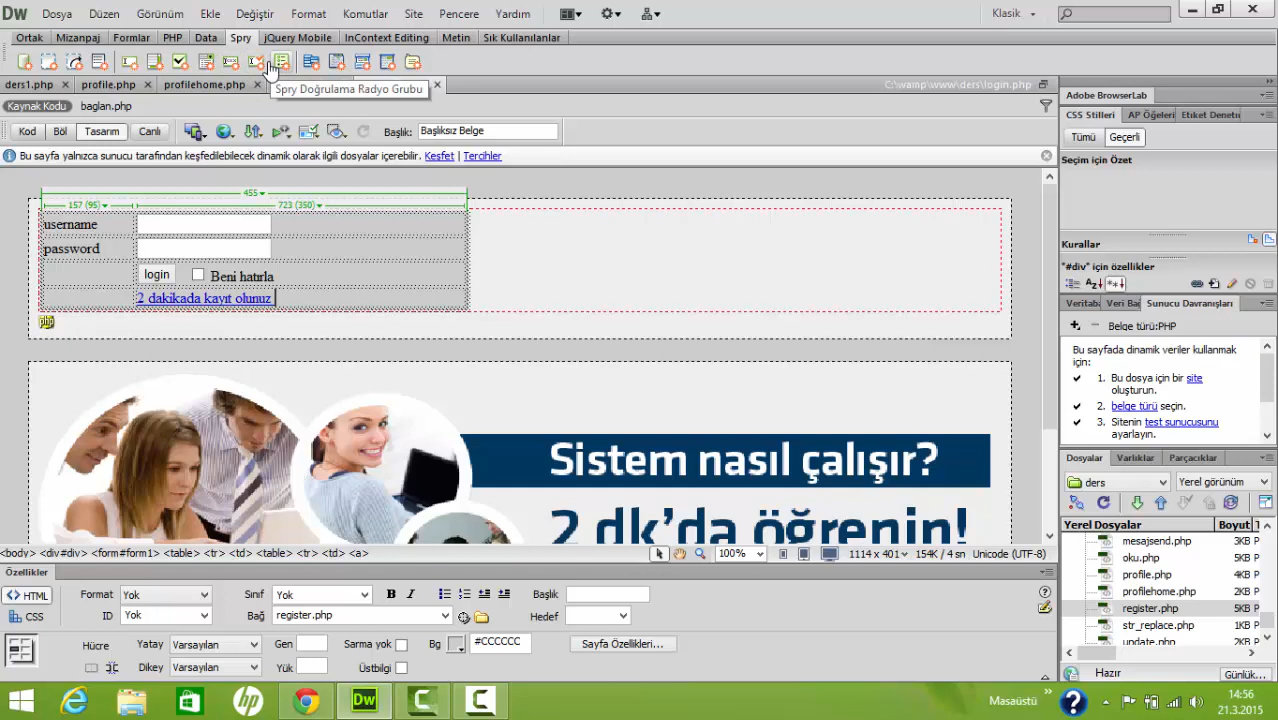 DW Dosya Düzen Görünüm Ekle Değiştir Format Komutlar Site Pencere Yardım Klasik
Ortak Mizanpaj Formlar PHP Data Spry jQuery Mobile InContext Editing Metin Sık Kullanılanlar
ders1.php profile.php profilehome.php C:\wamp\www\ders\login.php
Spry Doğrulama Radyo Grubu
Kaynak Kodu baglan.php
Kod Böl Tasarım Canlı Başlık: Başlıksız Belge
Bu sayfa yalnızca sunucu tarafından keşfedilebilecek dinamik olarak ilgili dosyalar içerebilir. Keşfet | Tercihler
455
157 (95) 723 (350)
username
password
login Beni hatırla
2 dakikada kayıt olunuz
php
Sistem nasıl çalışır?
2 dk'da öğrenin!
<body> <div#div> <form#form1> <table> <tr> <td> <table> <tr> <td> <a> 100% 1114 x 401 154K / 4 sn Unicode (UTF-8)
Özellikler
HTML Format Yok Sınıf Yok B I Başlık
CSS ID Yok Bağ register.php Hedef
Hücre Yatay Varsayılan Gen Sarma yok Bg #CCCCCC Sayfa Özellikleri...
Dikey Varsayılan Yük Üstbilgi
Adobe BrowserLab
CSS Stilleri AP Öğeleri Etiket Denetı
Tümü Geçerli
Seçim için Özet
Kurallar
"#div" için özellikler
Veritaba Veri Bağ Sunucu Davranışları
Belge türü:PHP
Bu sayfada dinamik veriler kullanmak
için:
1. Bu dosya için bir site
oluşturun.
2. belge türü seçin.
3. Sitenin test sunucusunu
ayarlayın.
Dosyalar Varlıklar Parçacıklar
ders Yerel görünüm
Yerel Dosyalar Boyut T
mesajsend.php 3KB P
oku.php 5KB P
profile.php 4KB P
profilehome.php 2KB P
register.php 5KB P
str_replace.php 1KB P
update.php 2KB P
Hazır Günlük...
hp Dw Masaüstü 14:56
21.3.2015